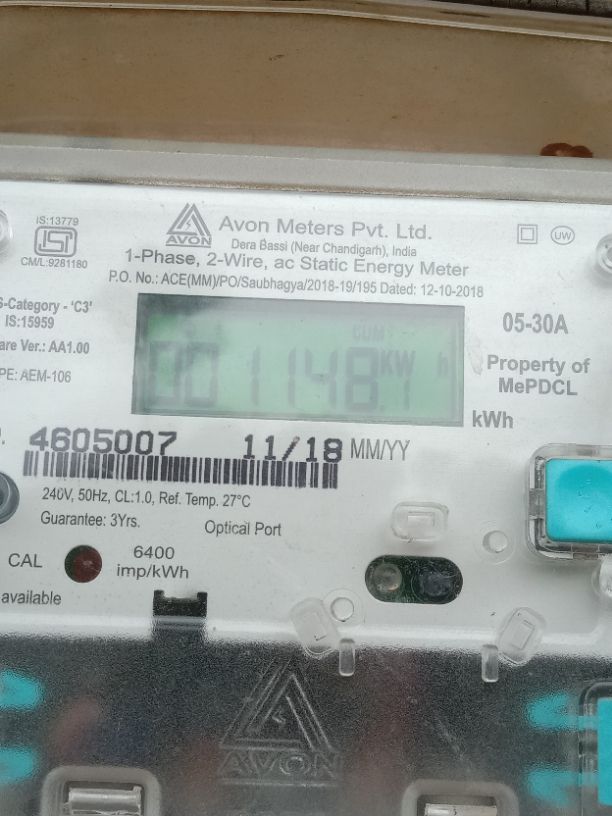 IS:13779
CM/L:9281180
AVON
Avon Meters Pvt. Ltd.
Dera Bassi (Near Chandigarh), India
1-Phase, 2-Wire, ac Static Energy Meter
P.O. No.: ACE(MM)/PO/Saubhagya/2018-19/195 Dated: 12-10-2018
UW
S-Category - 'C3'
IS:15959
are Ver.: AA1.00
PE: AEM-106
CUM
001148.1 KW h
kWh
05-30A
Property of
MePDCL
4605007 11/18 MM/YY
240V, 50Hz, CL:1.0, Ref. Temp. 27°C
Guarantee: 3Yrs.
Optical Port
CAL
6400
imp/kWh
available
AVON